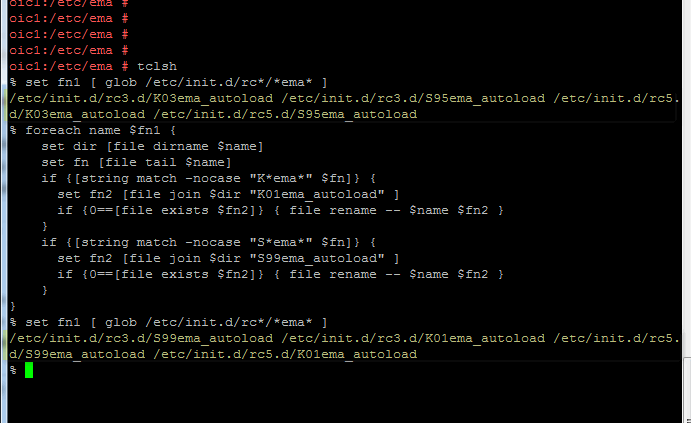 oic1:/etc/ema #
oic1:/etc/ema #
oic1:/etc/ema #
oic1:/etc/ema #
oic1:/etc/ema # tclsh
% set fn1 [ glob /etc/init.d/rc*/*ema* ]
/etc/init.d/rc3.d/K03ema_autoload /etc/init.d/rc3.d/S95ema_autoload /etc/init.d/rc5.
d/K03ema_autoload /etc/init.d/rc5.d/S95ema_autoload
% foreach name $fn1 {
    set dir [file dirname $name]
    set fn [file tail $name]
    if {[string match -nocase "K*ema*" $fn]} {
      set fn2 [file join $dir "K01ema_autoload" ]
      if {0==[file exists $fn2]} { file rename -- $name $fn2 }
    }
    if {[string match -nocase "S*ema*" $fn]} {
      set fn2 [file join $dir "S99ema_autoload" ]
      if {0==[file exists $fn2]} { file rename -- $name $fn2 }
    }
}
% set fn1 [ glob /etc/init.d/rc*/*ema* ]
/etc/init.d/rc3.d/S99ema_autoload /etc/init.d/rc3.d/K01ema_autoload /etc/init.d/rc5.
d/S99ema_autoload /etc/init.d/rc5.d/K01ema_autoload
%